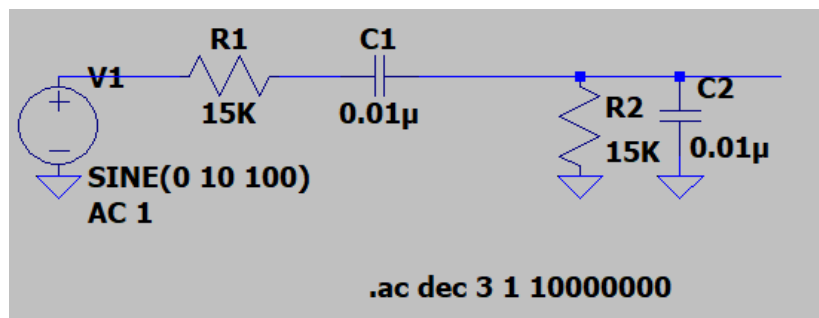 R1
C1
V1
C2
15K
0.01µ
R2
15K
0.01µ
SINE(0 10 100)
AC 1
.ac dec 3 1 10000000